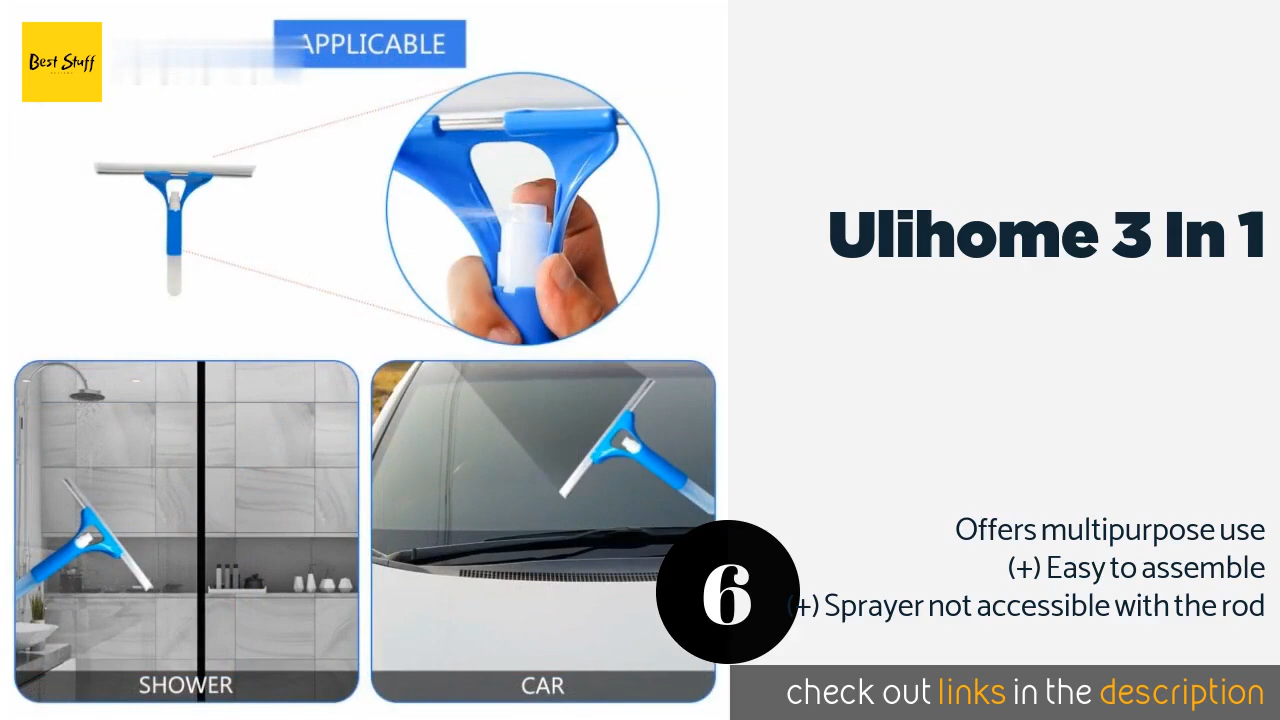 Best Stuff
APPLICABLE
Ulihome 3 In 1
Offers multipurpose use
(+) Easy to assemble
(+) Sprayer not accessible with the rod
6
SHOWER
CAR
check out links in the description